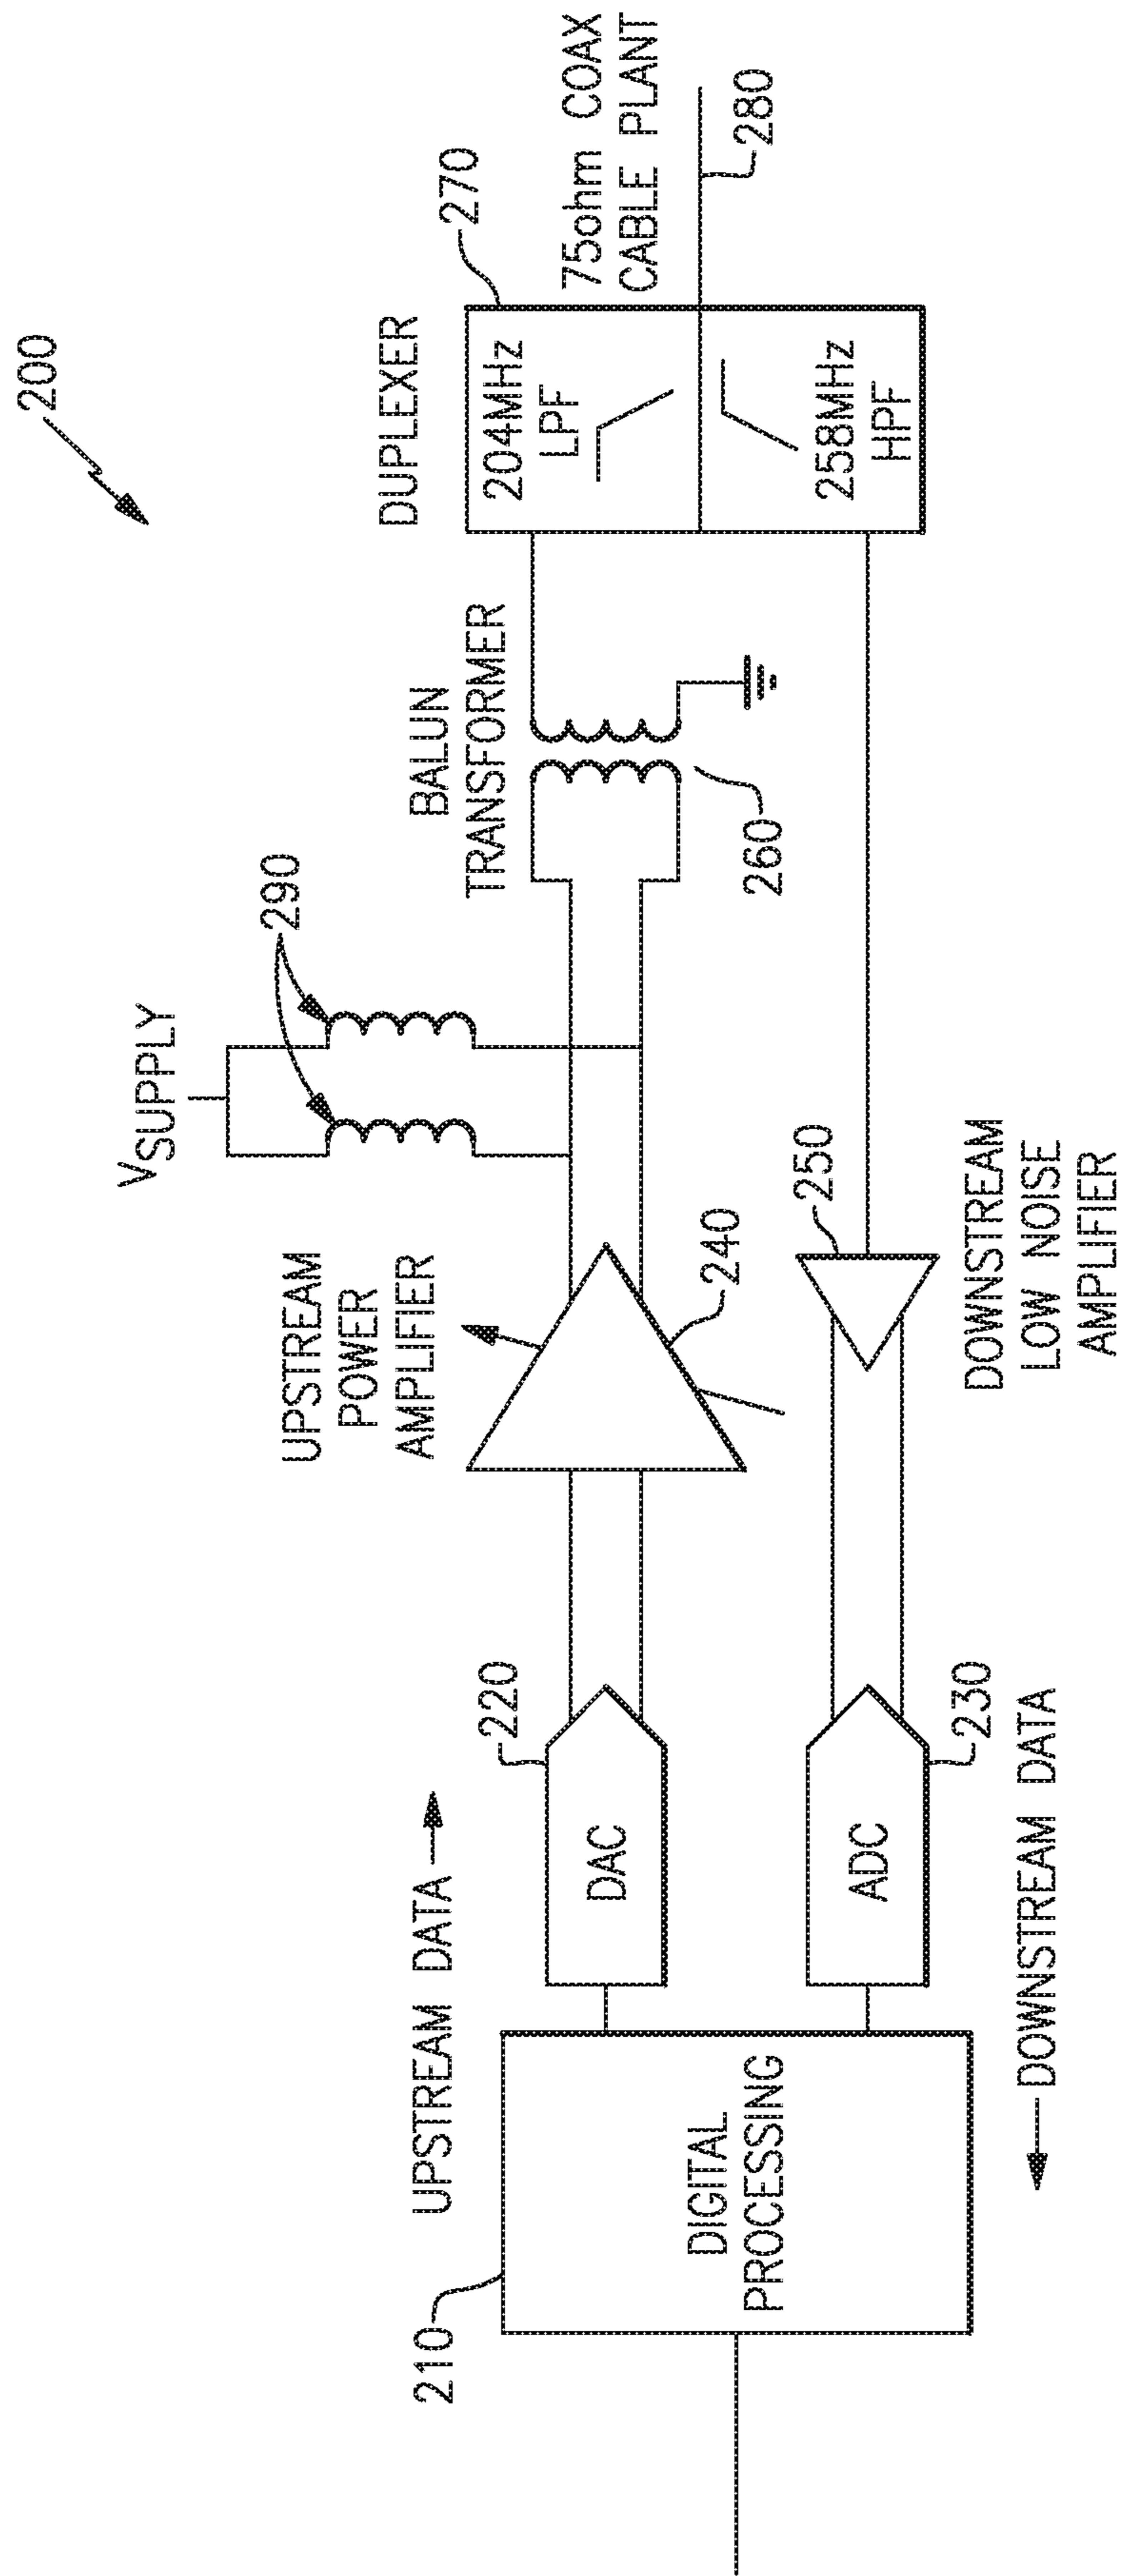 200
V SUPPLY
290
UPSTREAM
POWER
AMPLIFIER
240
BALUN
TRANSFORMER
260
DUPLEXER
270
204MHz
LPF
258MHz
HPF
75ohm COAX
CABLE PLANT
280
UPSTREAM DATA
210
DIGITAL
PROCESSING
220
DAC
ADC
230
DOWNSTREAM DATA
250
DOWNSTREAM
LOW NOISE
AMPLIFIER